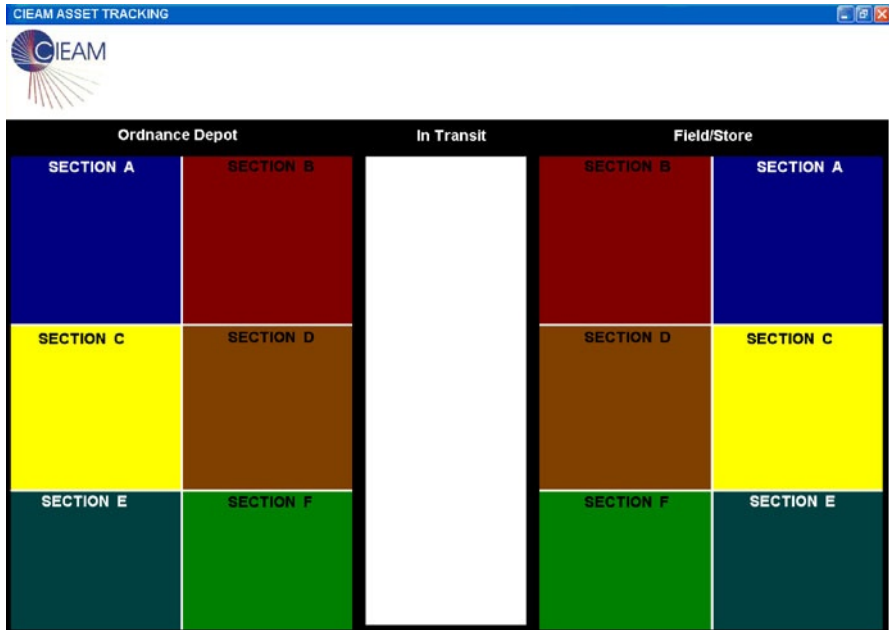 CIEAM ASSET TRACKING
CIEAM
Ordnance Depot In Transit Field/Store
SECTION A SECTION B SECTION B SECTION A
SECTION C SECTION D SECTION D SECTION C
SECTION E SECTION F SECTION F SECTION E